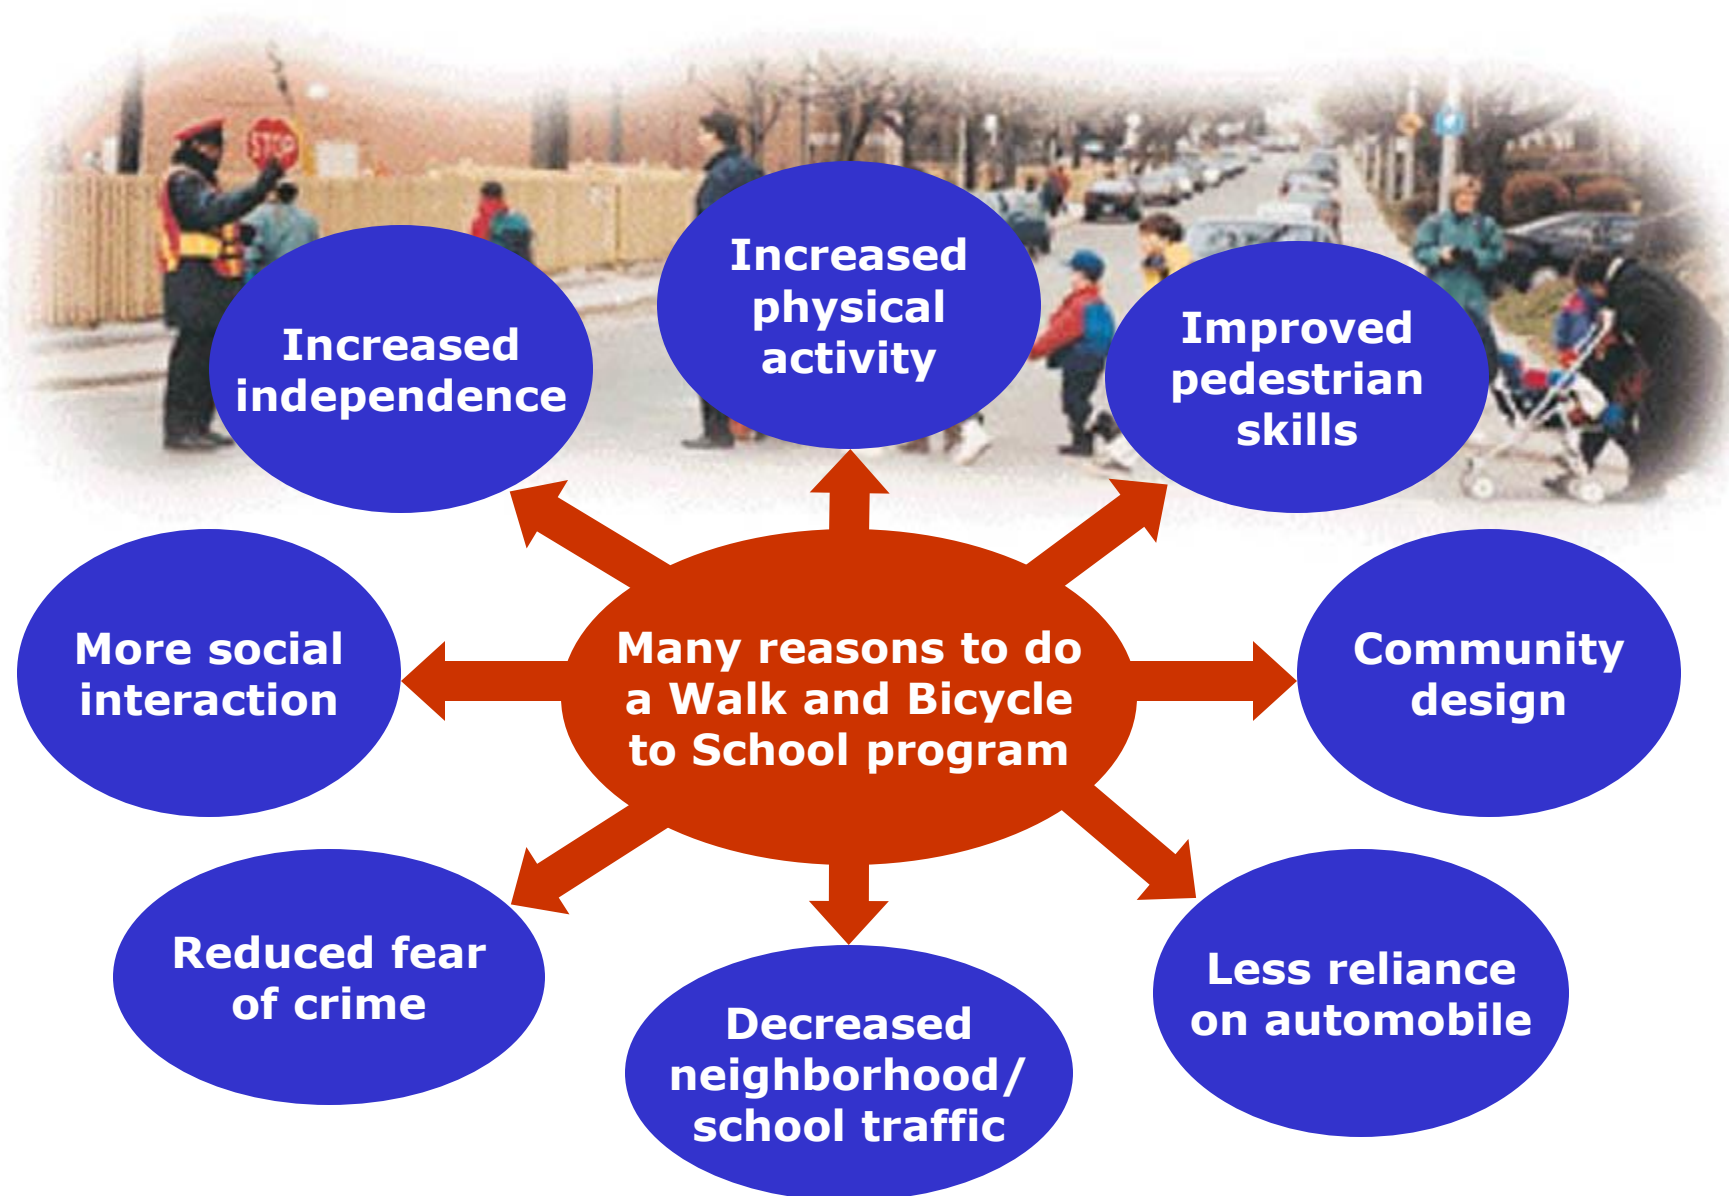 STOP
Increased
physical
activity
Increased
independence
Improved
pedestrian
skills
More social
interaction
Many reasons to do
a Walk and Bicycle
to School program
Community
design
Reduced fear
of crime
Less reliance
on automobile
Decreased
neighborhood/
school traffic